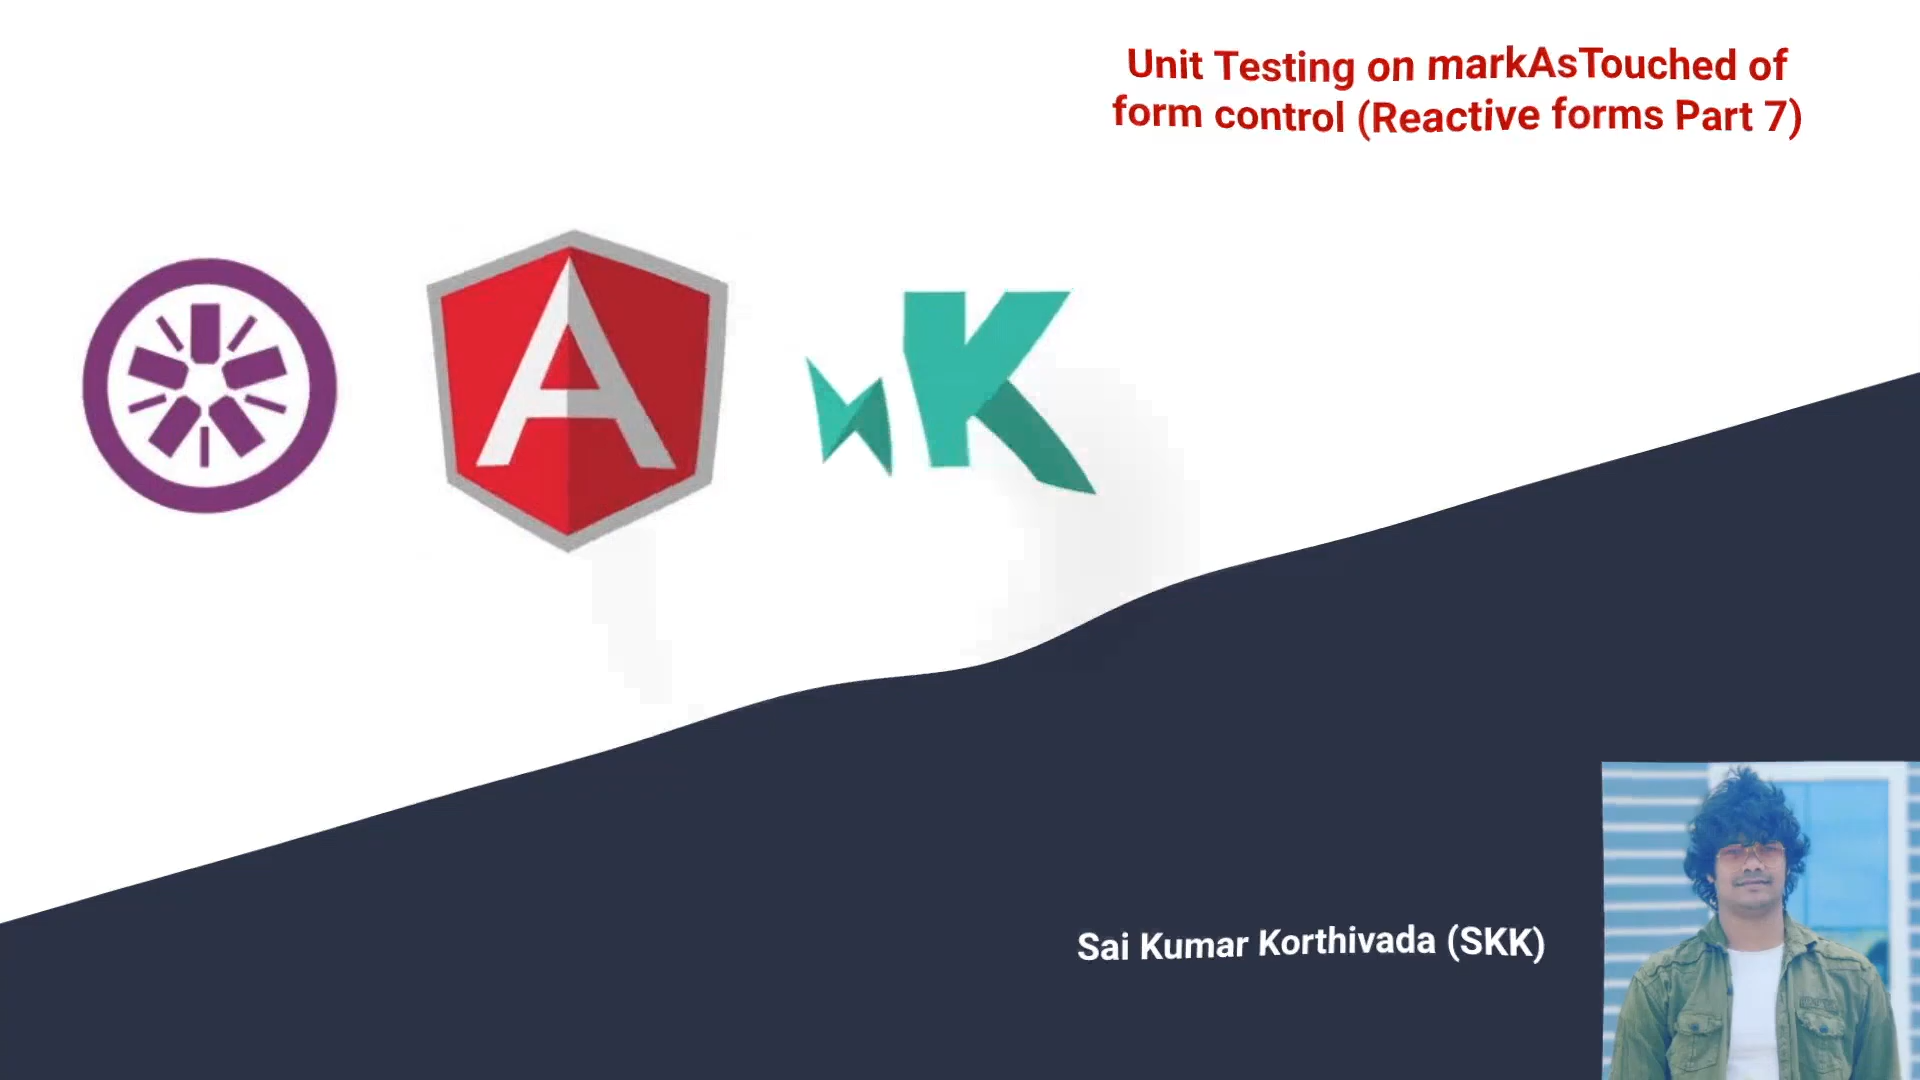 Unit Testing on markAsTouched of
form control (Reactive forms Part 7)
Sai Kumar Korthivada (SKK)